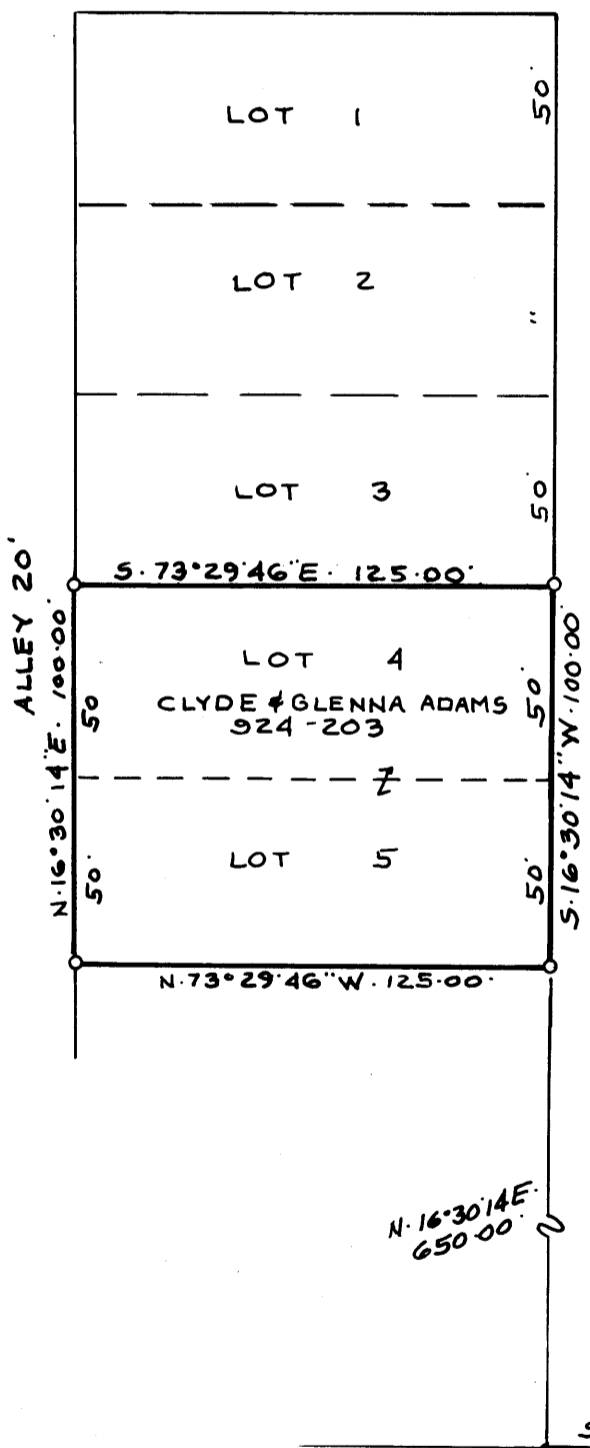 50'
LOT 1
LOT 2
"
LOT 3
50'
ALLEY 20'
S. 73°29'46"E. 125.00'
N.16°30'14"E. 100.00'
50'
LOT 4
50'
S.16°30'14"W.100.00'
CLYDE & GLENNA ADAMS
924-203
Z
50'
LOT 5
50'
N.73°29'46"W. 125.00'
N. 16°30'14E.
650.00'